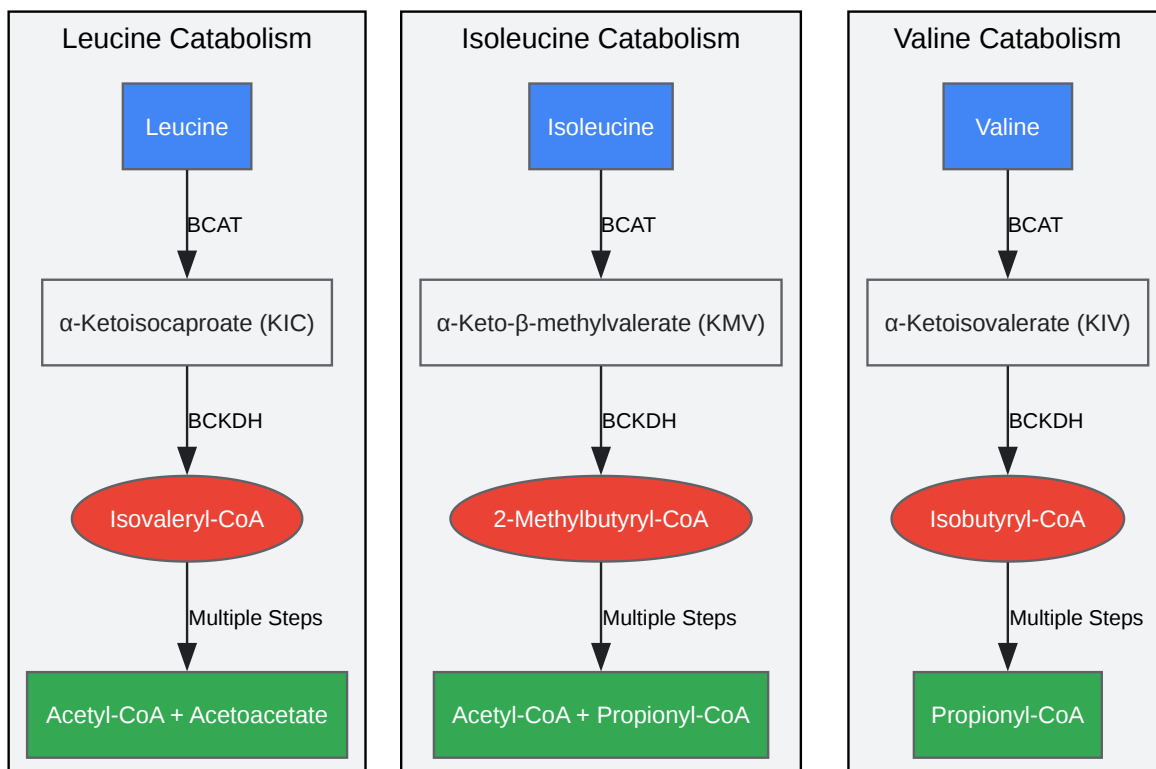 Leucine Catabolism
Leucine
BCAT
α-Ketoisocaproate (KIC)
BCKDH
Isovaleryl-CoA
Multiple Steps
Acetyl-CoA + Acetoacetate
Isoleucine Catabolism
Isoleucine
BCAT
α-Keto-β-methylvalerate (KMV)
BCKDH
2-Methylbutyryl-CoA
Multiple Steps
Acetyl-CoA + Propionyl-CoA
Valine Catabolism
Valine
BCAT
α-Ketoisovalerate (KIV)
BCKDH
Isobutyryl-CoA
Multiple Steps
Propionyl-CoA